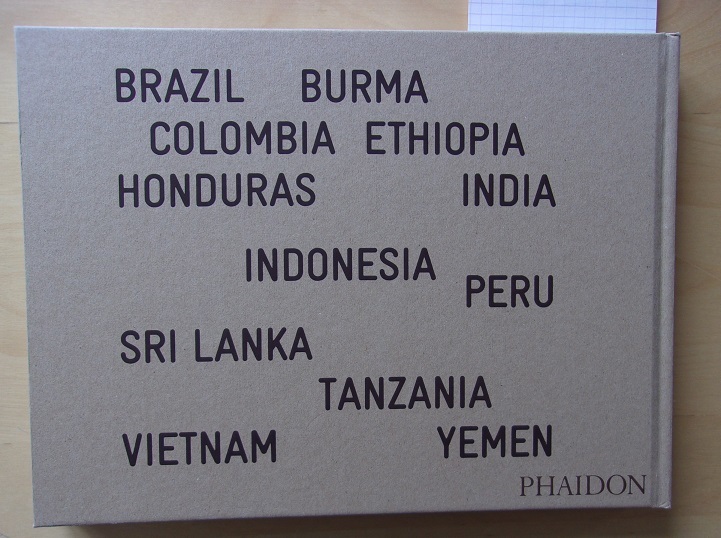 BRAZIL BURMA
COLOMBIA ETHIOPIA
HONDURAS INDIA
INDONESIA
PERU
SRI LANKA
TANZANIA
VIETNAM YEMEN
PHAIDON